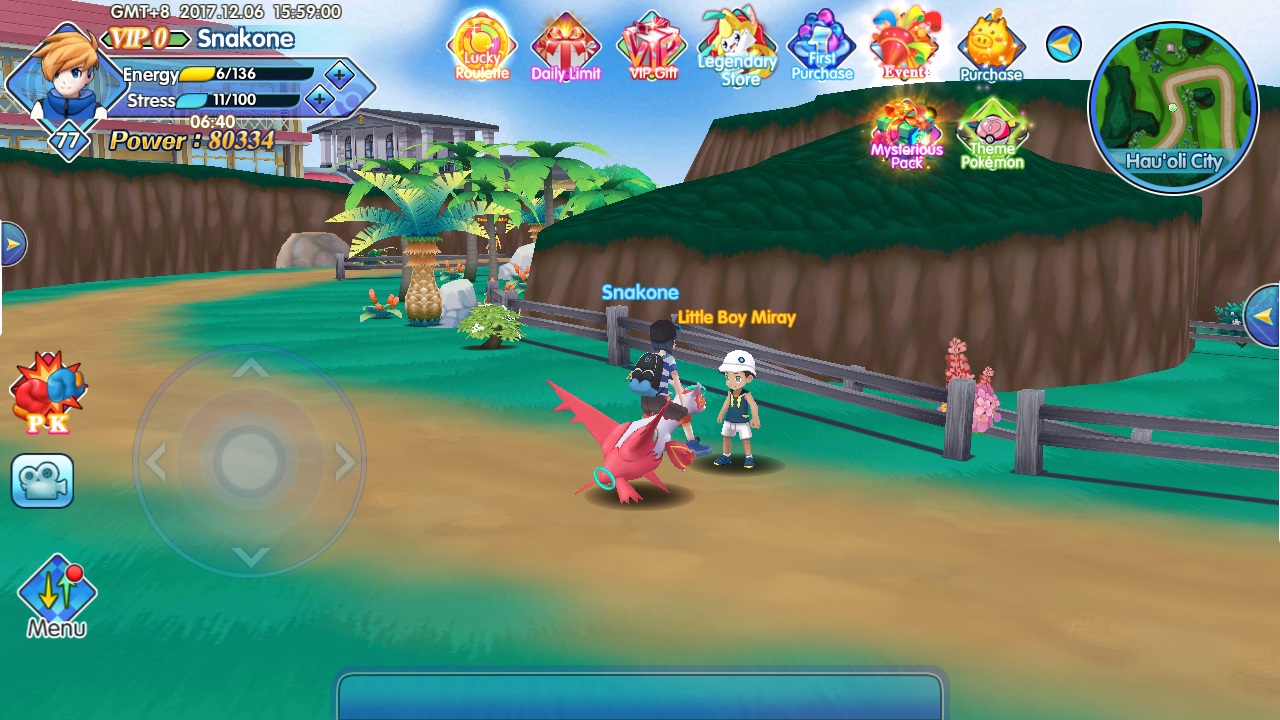 GMT+8 2017.12.06 15:59:00
VIP 0 Snakone
Energy 6/136
Stress 11/100
06:40
77
Power : 80334
Lucky
Roulette
Daily Limit
VIP
VIP Gift
Legendary
Store
First
Purchase
Event
Purchase
Mysterious
Pack
Theme
Pokémon
Hau'oli City
Snakone
Little Boy Miray
PK
Menu